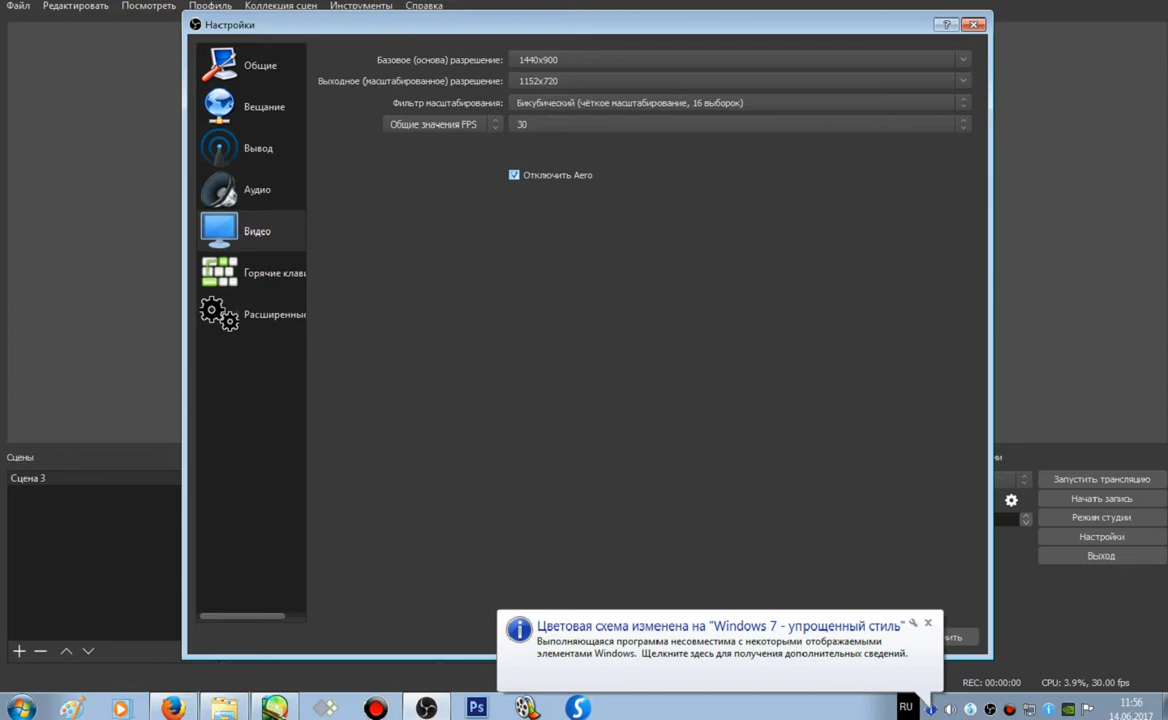 Файл Редактировать Посмотреть Профиль Коллекция сцен Инструменты Справка
Настройки
Общие
Вещание
Вывод
Аудио
Видео
Горячие клави
Расширенные
Базовое (основа) разрешение: 1440x900
Выходное (масштабированное) разрешение: 1152x720
Фильтр масштабирования: Бикубический (чёткое масштабирование, 16 выборок)
Общие значения FPS 30
Отключить Aero
Сцены
Сцена 3
ии
Запустить трансляцию
Начать запись
Режим студии
Настройки
Выход
Цветовая схема изменена на "Windows 7 - упрощенный стиль"
Выполняющаяся программа несовместима с некоторыми отображаемыми
элементами Windows. Щелкните здесь для получения дополнительных сведений.
нить
REC: 00:00:00 CPU: 3.9%, 30.00 fps
Ps
S
RU
11:56
14.06.2017